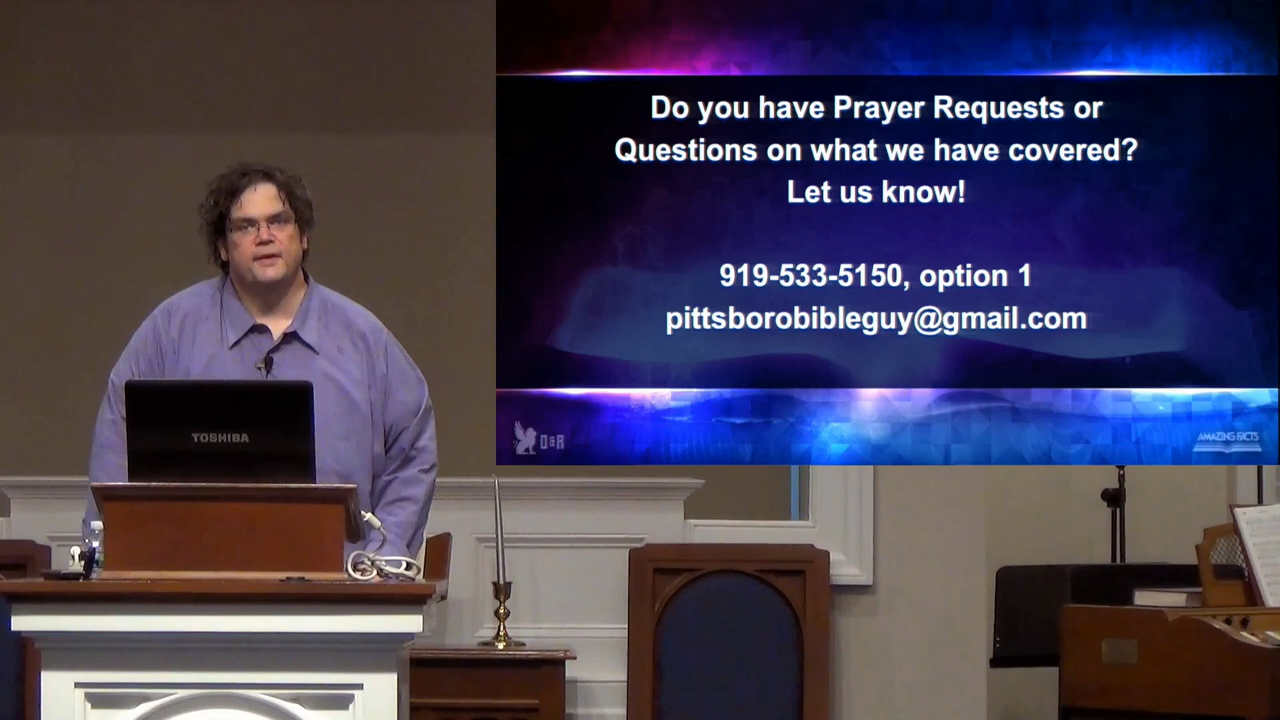 Do you have Prayer Requests or
Questions on what we have covered?
Let us know!
919-533-5150, option 1
pittsborobibleguy@gmail.com
TOSHIBA
D&R
AMAZING FACTS